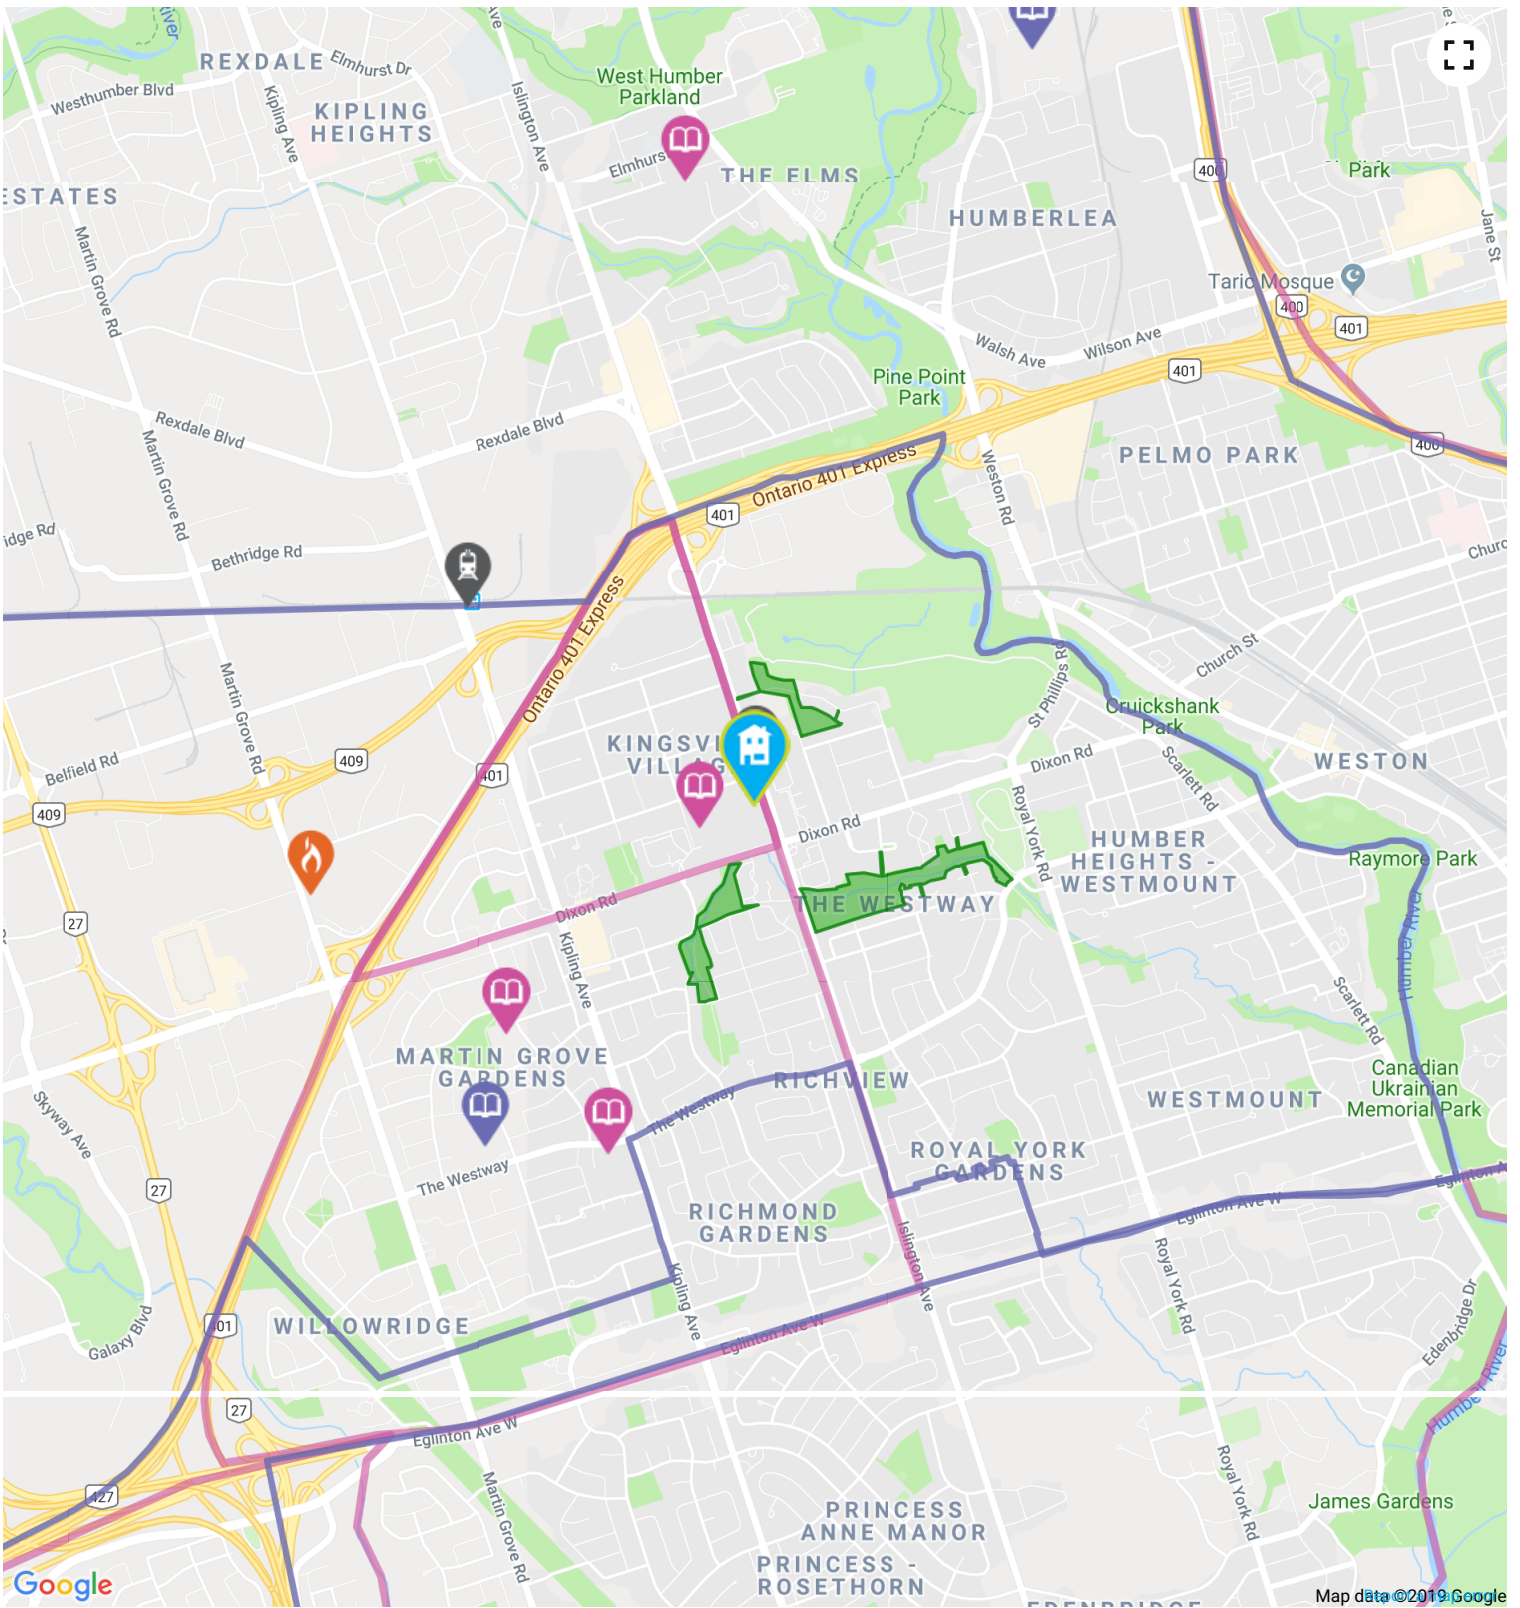 River
REXDALE
Elmhurst Dr
Westhumber Blvd
KIPLING
HEIGHTS
Kipling Ave
Islington Ave
West Humber
Parkland
THE ELMS
400
Park
ESTATES
Martin Grove Rd
HUMBERLEA
Jane St
Taric Mosque
400
401
Walsh Ave
Wilson Ave
401
Pine Point
Park
Rexdale Blvd
Rexdale Blvd
Martin Grove Rd
400
PELMO PARK
Ontario 401 Express
401
Weston Rd
Bethridge Rd
Ontario 401 Express
Church St
St Phillips Rd
Martin Grove Rd
Cruickshank
Park
KINGSVI
VILLAG
Dixon Rd
Scarlett Rd
WESTON
Belfield Rd
409
401
409
Royal York Rd
Dixon Rd
HUMBER
HEIGHTS -
WESTMOUNT
Raymore Park
THE WESTWAY
Dixon Rd
27
Kipling Ave
Humber River
Scarlett Rd
MARTIN GROVE
GARDENS
RICHVIEW
Canadian
Ukrainian
Memorial Park
WESTMOUNT
Skyway Ave
The Westway
ROYAL YORK
GARDENS
The Westway
27
RICHMOND
GARDENS
Eglinton Ave W
Islington Ave
Royal York Rd
Kipling Ave
401
WILLOWRIDGE
Galaxy Blvd
Eglinton Ave W
Edenbridge Dr
27
Eglinton Ave W
Humber River
Martin Grove Rd
Royal York Rd
427
James Gardens
PRINCESS
ANNE MANOR
PRINCESS -
ROSETHORN
Google
Map data ©2019 Google